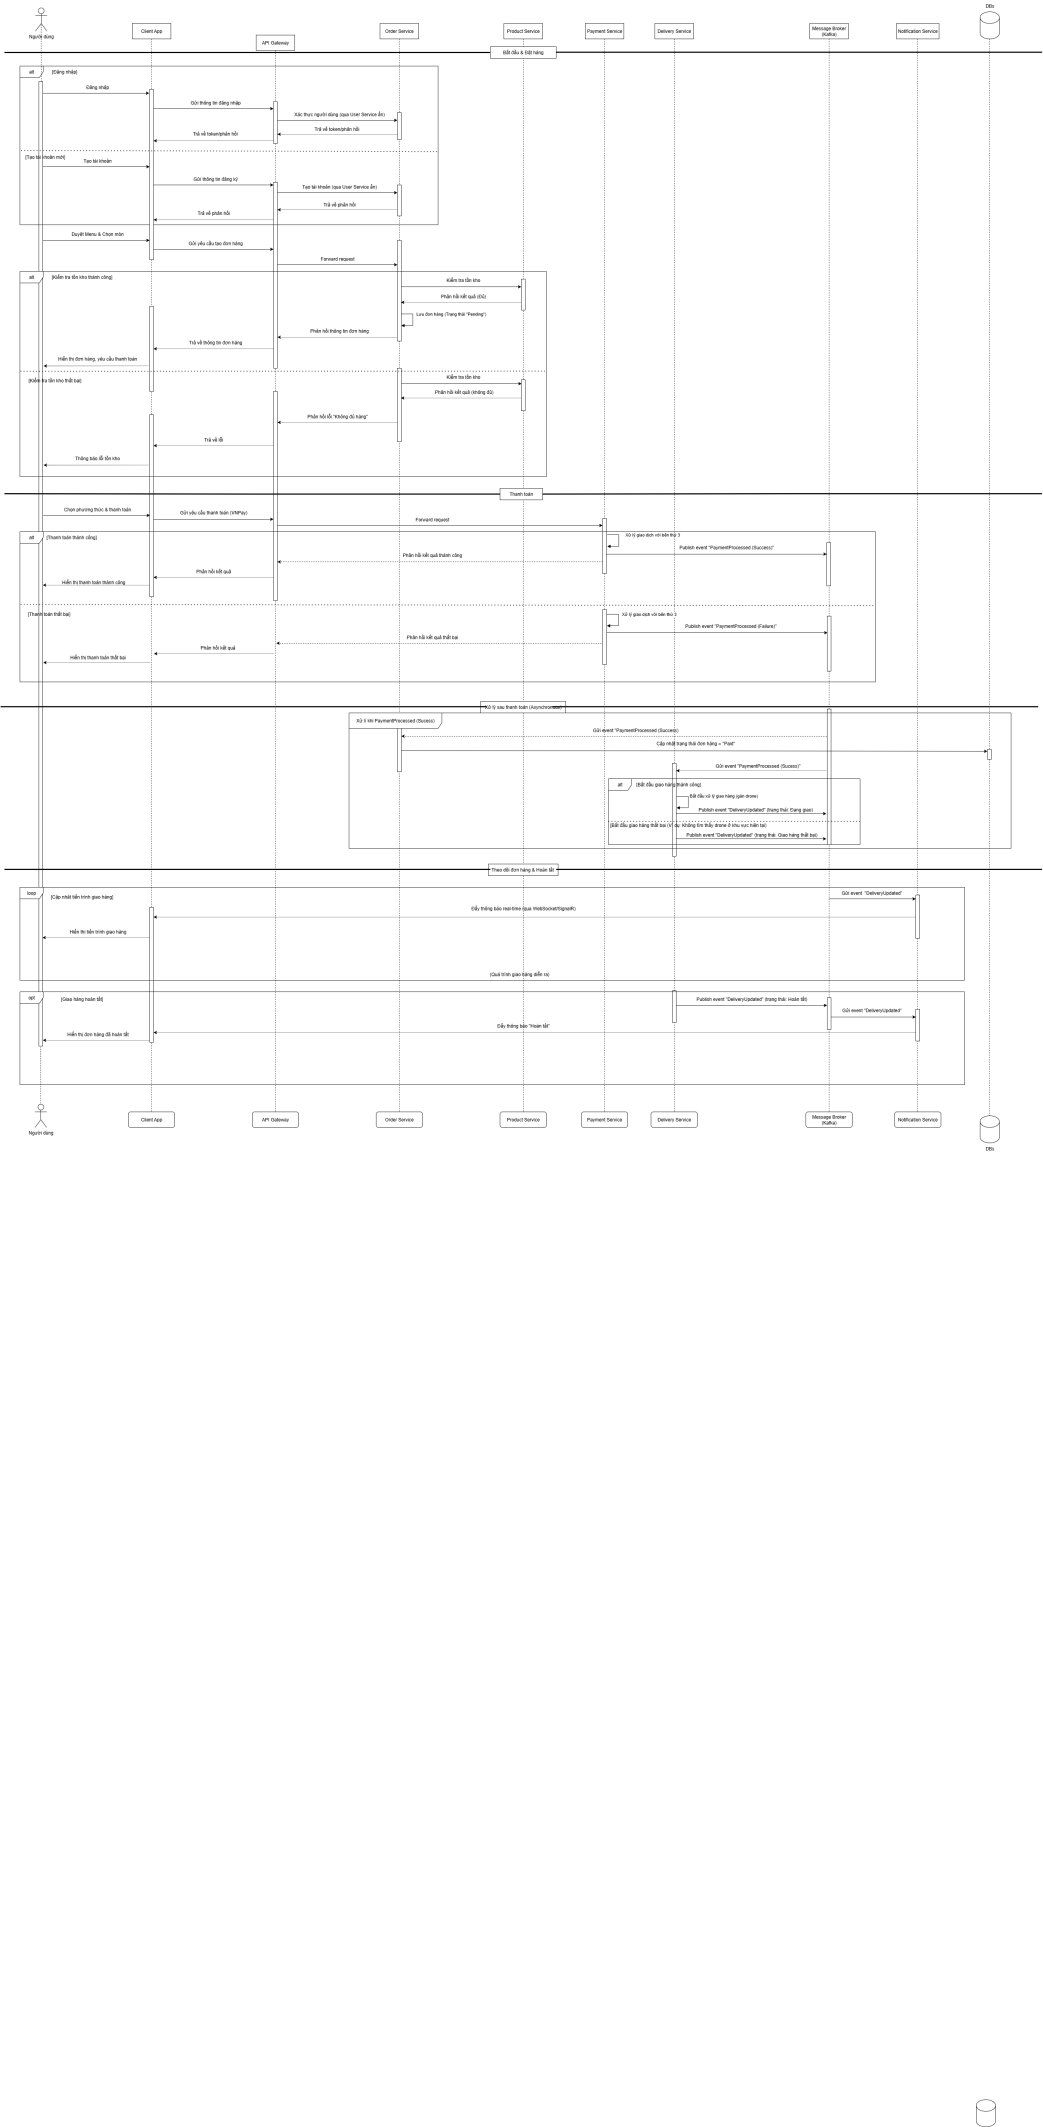 DBs
Người dùng
Client App
API Gateway
Order Service
Product Service
Payment Service
Delivery Service
Message Broker
(Kafka)
Notification Service
Bắt đầu & Đặt hàng
alt
[Đăng nhập]
Đăng nhập
Gửi thông tin đăng nhập
Xác thực người dùng (qua User Service ẩn)
Trả về token/phản hồi
Trả về token/phản hồi
[Tạo tài khoản mới]
Tạo tài khoản
Gửi thông tin đăng ký
Tạo tài khoản (qua User Service ẩn)
Trả về phản hồi
Trả về phản hồi
Duyệt Menu & Chọn món
Gửi yêu cầu tạo đơn hàng
Forward request
alt
[Kiểm tra tồn kho thành công]
Kiểm tra tồn kho
Phản hồi kết quả (Đủ)
Lưu đơn hàng (Trạng thái "Pending")
Phản hồi thông tin đơn hàng
Trả về thông tin đơn hàng
Hiển thị đơn hàng, yêu cầu thanh toán
[Kiểm tra tồn kho thất bại]
Kiểm tra tồn kho
Phản hồi kết quả (không đủ)
Phản hồi lỗi "Không đủ hàng"
Trả về lỗi
Thông báo lỗi tồn kho
Thanh toán
Chọn phương thức & thanh toán
Gửi yêu cầu thanh toán (VNPay)
Forward request
alt
[Thanh toán thành công]
Xử lý giao dịch với bên thứ 3
Publish event "PaymentProcessed (Success)"
Phản hồi kết quả thành công
Phản hồi kết quả
Hiển thị thanh toán thành công
[Thanh toán thất bại]
Xử lý giao dịch với bên thứ 3
Publish event "PaymentProcesssed (Failure)"
Phản hồi kết quả thất bại
Phản hồi kết quả
Hiển thị thanh toán thất bại
Xử lý sau thanh toán (Asynchronous)
Xử lí khi PaymentProcessed (Sucess)
Gửi event "PaymentProcessed (Success)
Cập nhật trạng thái đơn hàng = "Paid"
Gửi event "PaymentProcessed (Sucess)"
alt
[Bắt đầu giao hàng thành công]
Bắt đầu xử lý giao hàng (gán drone)
Publish event "DeliveryUpdated" (trạng thái: Đang giao)
[Bắt đầu giao hàng thất bại (Ví dụ: Không tìm thấy drone ở khu vực hiện tại)
Publish event "DeliveryUpdated" (trạng thái: Giao hàng thất bại)
Theo dõi đơn hàng & Hoàn tất
loop
[Cập nhật tiến trình giao hàng]
Gửi event "DeliveryUpdated"
Đẩy thông báo real-time (qua WebSocket/SignalR)
Hiển thị tiến trình giao hàng
(Quá trình giao hàng diễn ra)
opt
[Giao hàng hoàn tất]
Publish event "DeliveryUpdated" (trạng thái: Hoàn tất)
Gửi event "DeliveryUpdated"
Đẩy thông báo "Hoàn tất"
Hiển thị đơn hàng đã hoàn tất
Người dùng
Client App
API Gateway
Order Service
Product Service
Payment Service
Delivery Service
Message Broker
(Kafka)
Notification Service
DBs